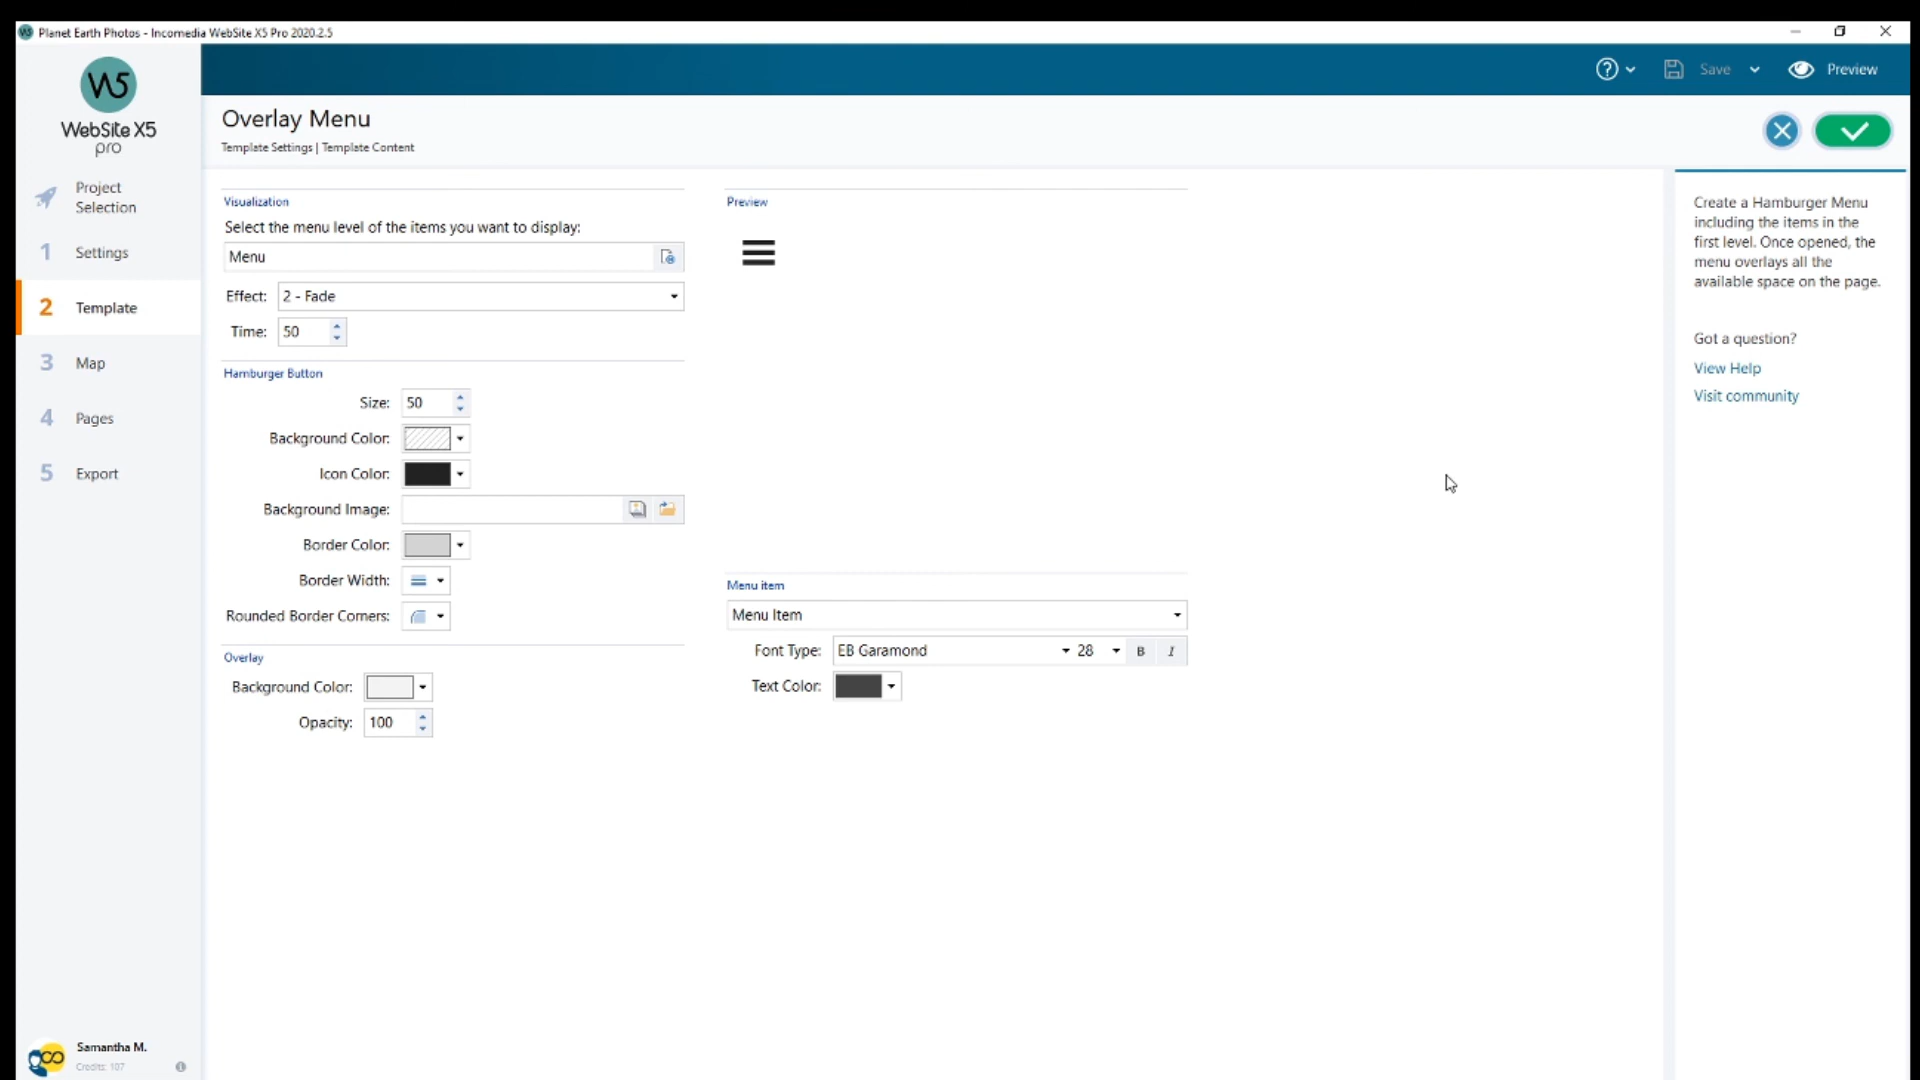 Planet Earth Photos - Incomedia WebSite X5 Pro 2020.2.5
W5
WebSite X5
pro
Save
Preview
Overlay Menu
Template Settings | Template Content
Project
Selection
1 Settings
2 Template
3 Map
4 Pages
5 Export
Visualization
Select the menu level of the items you want to display:
Menu
Effect: 2 - Fade
Time: 50
Hamburger Button
Size: 50
Background Color:
Icon Color:
Background Image:
Border Color:
Border Width:
Rounded Border Corners:
Overlay
Background Color:
Opacity: 100
Preview
Menu item
Menu Item
Font Type: EB Garamond 28 B I
Text Color:
Create a Hamburger Menu
including the items in the
first level. Once opened, the
menu overlays all the
available space on the page.
Got a question?
View Help
Visit community
Samantha M.
Credits: 107